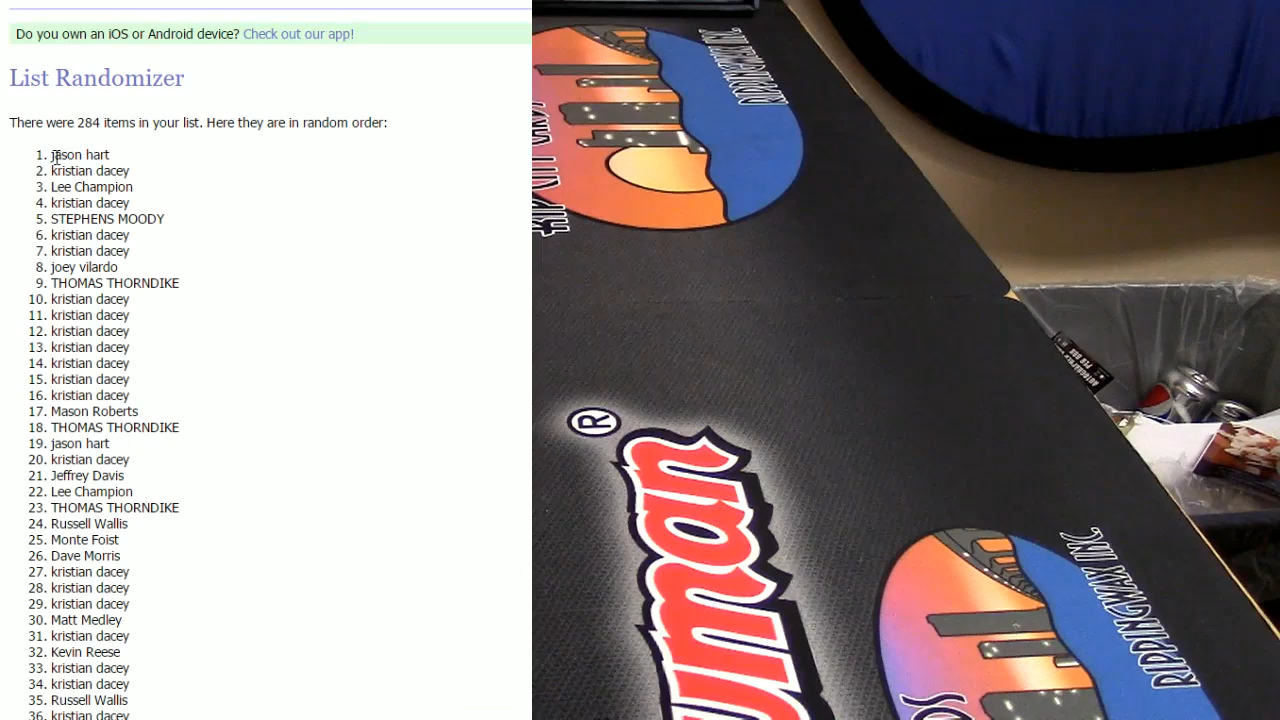 Do you own an iOS or Android device? Check out our app!
List Randomizer
There were 284 items in your list. Here they are in random order:
1. jason hart
2. kristian dacey
3. Lee Champion
4. kristian dacey
5. STEPHENS MOODY
6. kristian dacey
7. kristian dacey
8. joey vilardo
9. THOMAS THORNDIKE
10. kristian dacey
11. kristian dacey
12. kristian dacey
13. kristian dacey
14. kristian dacey
15. kristian dacey
16. kristian dacey
17. Mason Roberts
18. THOMAS THORNDIKE
19. jason hart
20. kristian dacey
21. Jeffrey Davis
22. Lee Champion
23. THOMAS THORNDIKE
24. Russell Wallis
25. Monte Foist
26. Dave Morris
27. kristian dacey
28. kristian dacey
29. kristian dacey
30. Matt Medley
31. kristian dacey
32. Kevin Reese
33. kristian dacey
34. kristian dacey
35. Russell Wallis
36. kristian dacey
RIPPINGWAX INC.
RIP CITY CARDS
®
yman
RIPPINGWAX INC.